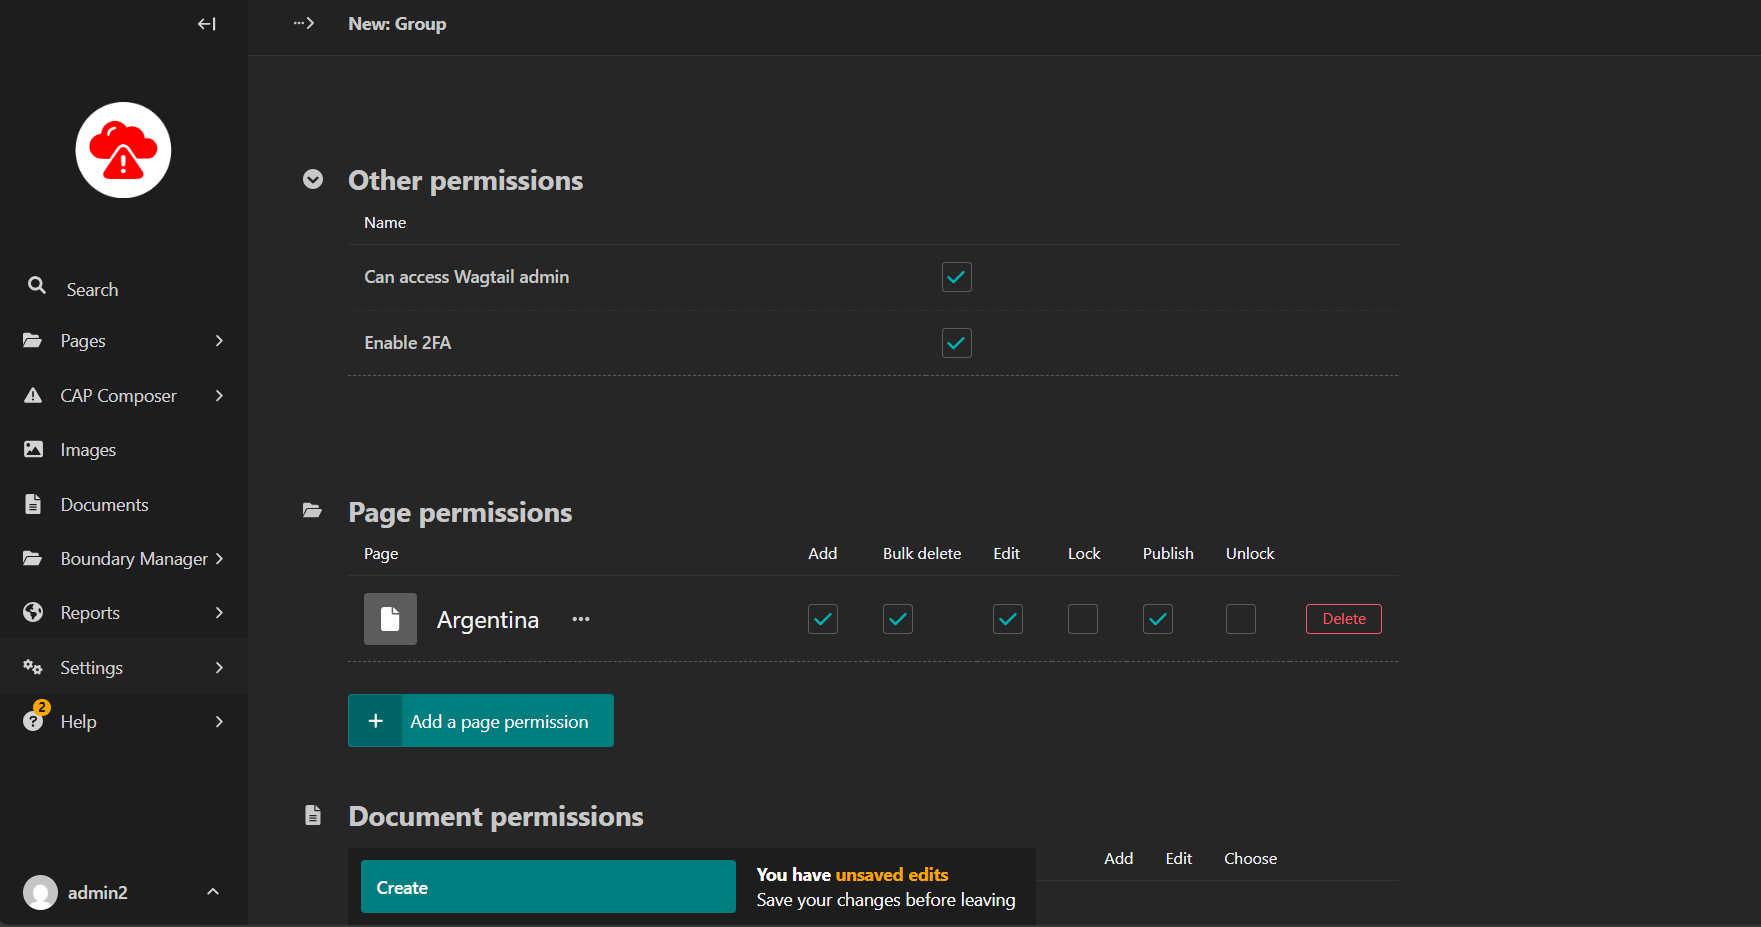 New: Group
Search
Pages
CAP Composer
Images
Documents
Boundary Manager
Reports
Settings
2
Help
admin2
Other permissions
Name
Can access Wagtail admin
Enable 2FA
Page permissions
Page Add Bulk delete Edit Lock Publish Unlock
Argentina ... Delete
+ Add a page permission
Document permissions
Add Edit Choose
Create
You have unsaved edits
Save your changes before leaving